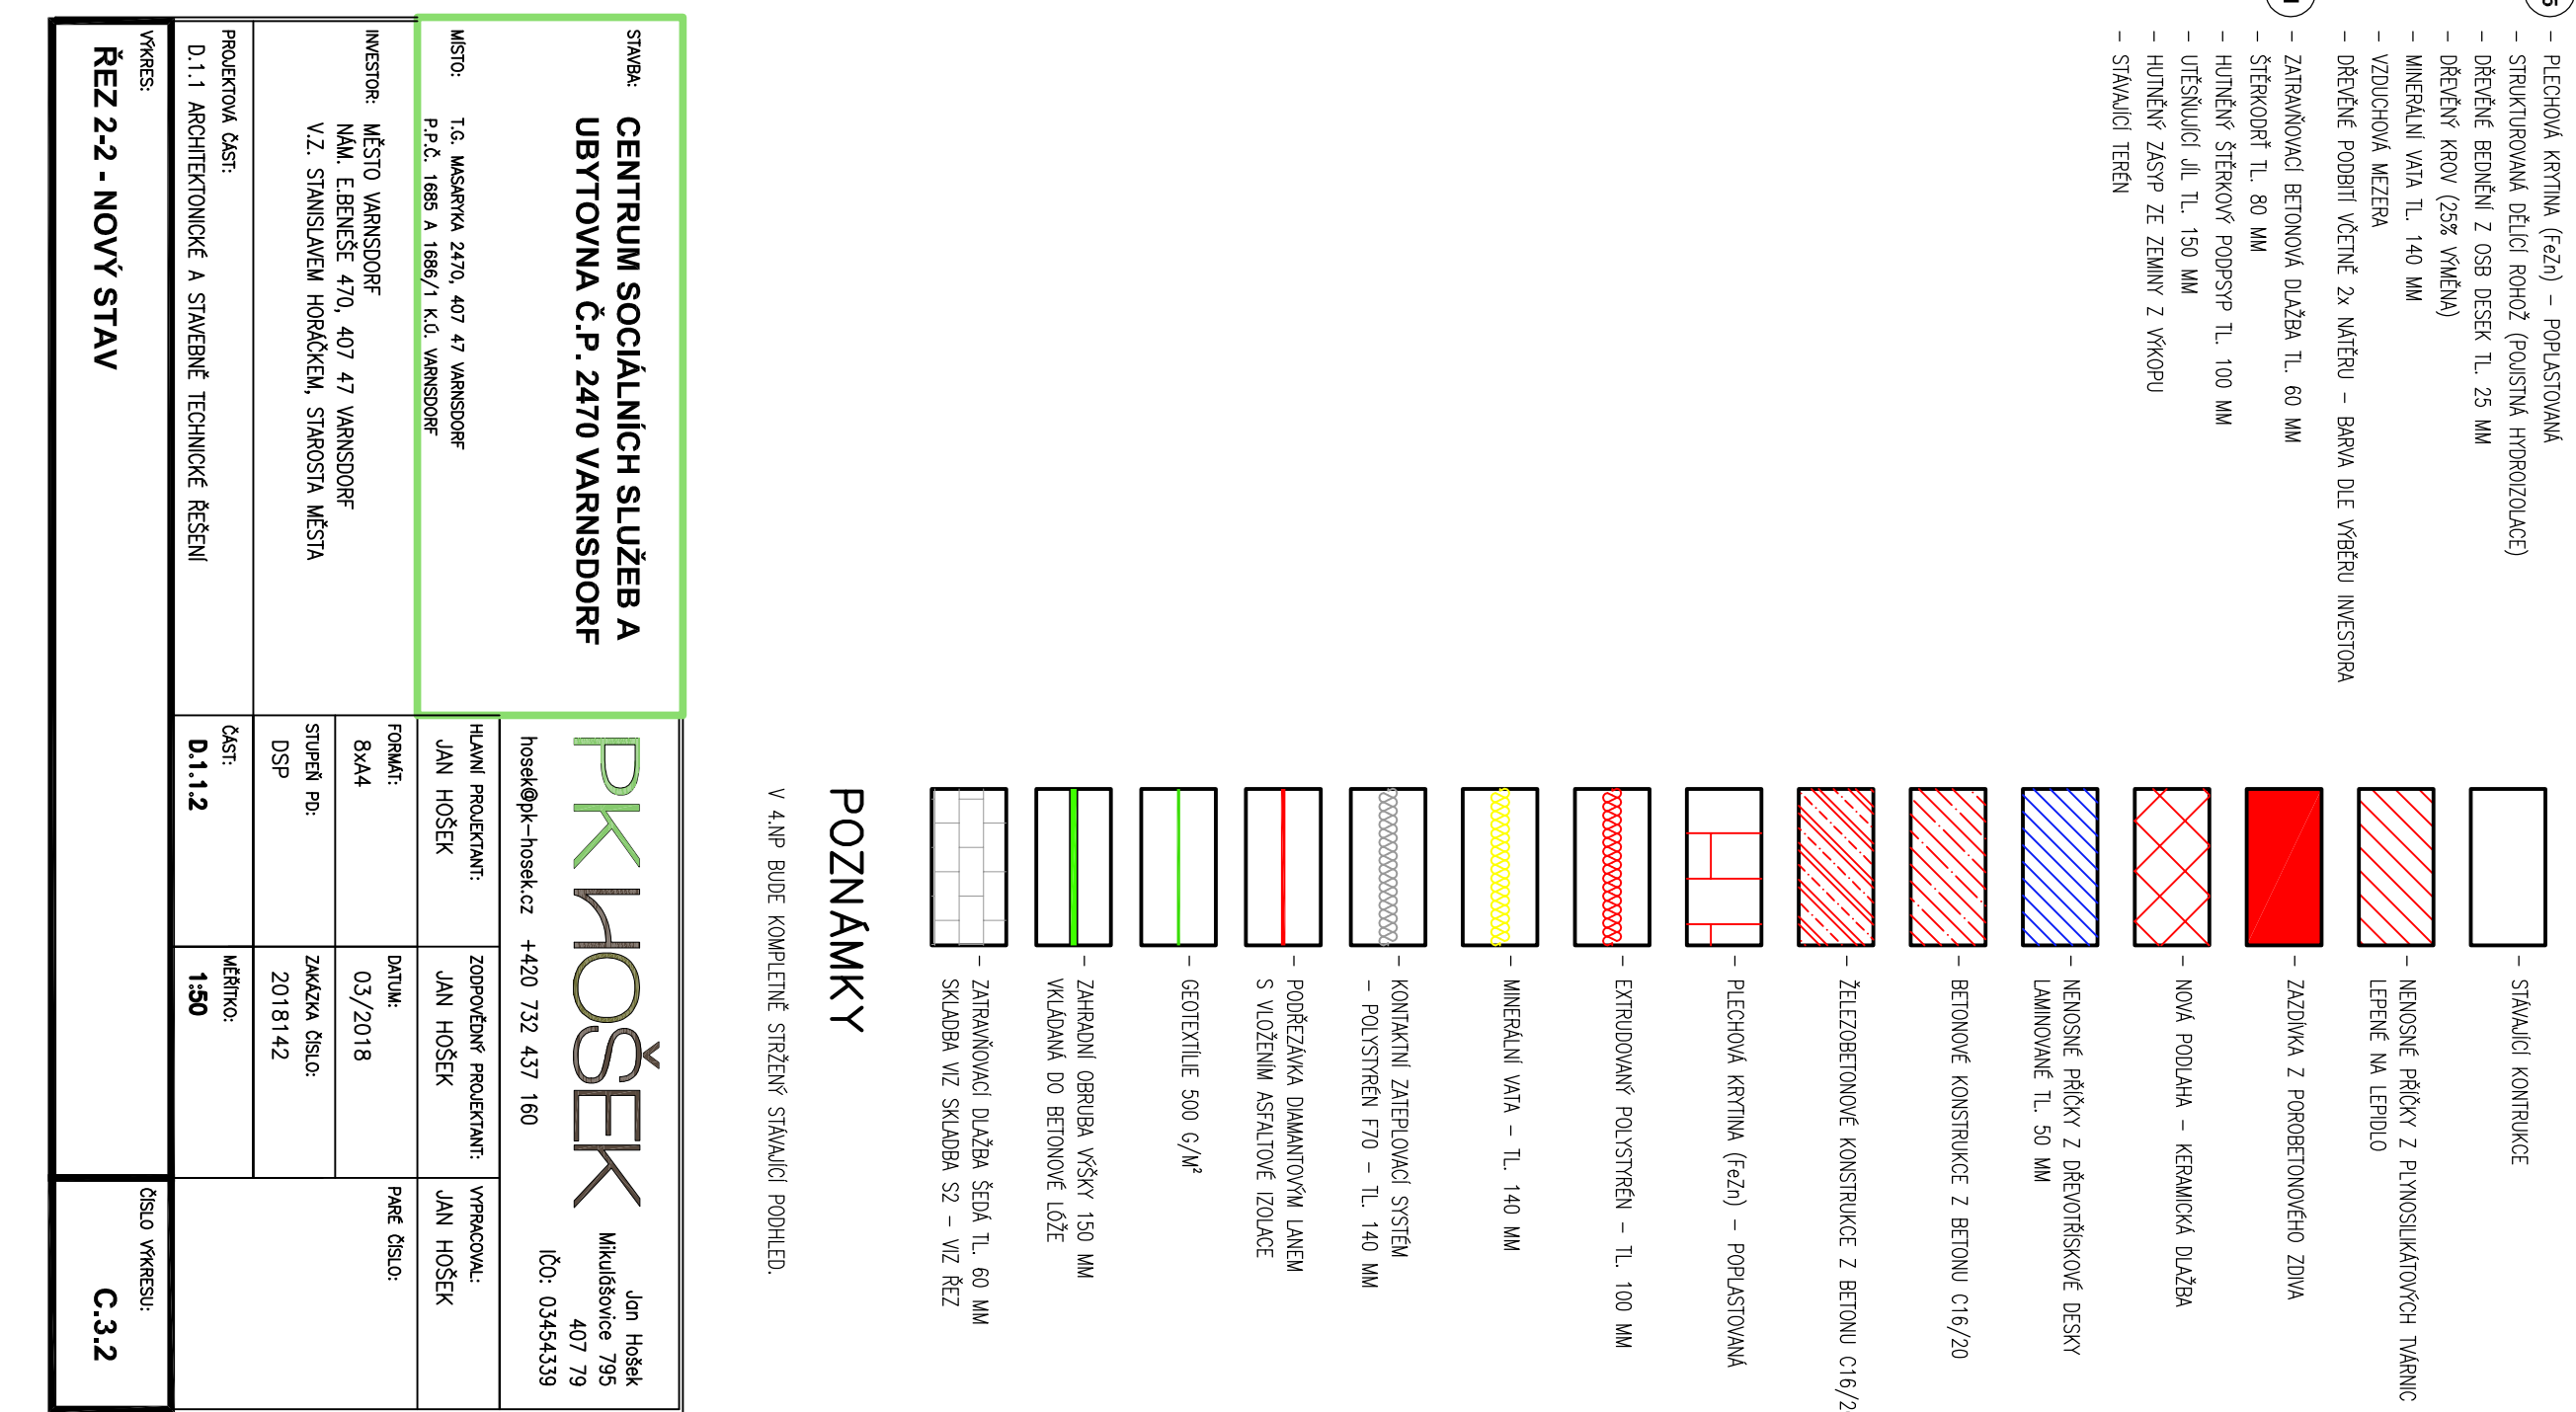 - PLECHOVÁ KRYTINA (FeZn) - POPLASTOVANÁ
- STRUKTUROVANÁ DĚLÍCÍ ROHOŽ (POJISTNÁ HYDROIZOLACE)
- DŘEVĚNÉ BEDNĚNÍ Z OSB DESEK TL. 25 MM
- DŘEVĚNÝ KROV (25% VÝMĚNA)
- MINERÁLNÍ VATA TL. 140 MM
- VZDUCHOVÁ MEZERA
- DŘEVĚNÉ PODBITÍ VČETNĚ 2x NÁTĚRU - BARVA DLE VÝBĚRU INVESTORA
- ZATRAVŇOVACÍ BETONOVÁ DLAŽBA TL. 60 MM
- ŠTĚRKODRŤ TL. 80 MM
- HUTNĚNÝ ŠTĚRKOVÝ PODPSYP TL. 100 MM
- UTĚSŇUJÍCÍ JÍL TL. 150 MM
- HUTNĚNÝ ZÁSYP ZE ZEMINY Z VÝKOPU
- STÁVAJÍCÍ TERÉN
- STÁVAJÍCÍ KONTRUKCE
- NENOSNÉ PŘÍČKY Z PLYNOSILIKÁTOVÝCH TVÁRNIC
LEPENÉ NA LEPIDLO
- ZAZDÍVKA Z POROBETONOVÉHO ZDIVA
- NOVÁ PODLAHA - KERAMICKÁ DLAŽBA
- NENOSNÉ PŘÍČKY Z DŘEVOTŘÍSKOVÉ DESKY
LAMINOVANÉ TL. 50 MM
- BETONOVÉ KONSTRUKCE Z BETONU C16/20
- ŽELEZOBETONOVÉ KONSTRUKCE Z BETONU C16/2
- PLECHOVÁ KRYTINA (FeZn) - POPLASTOVANÁ
- EXTRUDOVANÝ POLYSTYRÉN - TL. 100 MM
- MINERÁLNÍ VATA - TL. 140 MM
- KONTAKTNÍ ZATEPLOVACÍ SYSTÉM
- POLYSTYRÉN F70 - TL. 140 MM
- PODŘEZÁVKA DIAMANTOVÝM LANEM
S VLOŽENÍM ASFALTOVÉ IZOLACE
- GEOTEXTÍLIE 500 G/M²
- ZAHRADNÍ OBRUBA VÝŠKY 150 MM
VKLÁDANÁ DO BETONOVÉ LÓŽE
- ZATRAVŇOVACÍ DLAŽBA ŠEDÁ TL. 60 MM
SKLADBA VIZ SKLADBA S2 - VIZ ŘEZ
POZNÁMKY
V 4.NP BUDE KOMPLETNĚ STRŽENÝ STÁVAJÍCÍ PODHLED.
STAVBA: CENTRUM SOCIÁLNÍCH SLUŽEB A
UBYTOVNA Č.P. 2470 VARNSDORF
MÍSTO: T.G. MASARYKA 2470, 407 47 VARNSDORF
P.P.Č. 1685 A 1686/1 K.Ú. VARNSDORF
INVESTOR: MĚSTO VARNSDORF
NÁM. E.BENEŠE 470, 407 47 VARNSDORF
V.Z. STANISLAVEM HORÁČKEM, STAROSTA MĚSTA
PROJEKTOVÁ ČÁST:
D.1.1 ARCHITEKTONICKÉ A STAVEBNĚ TECHNICKÉ ŘEŠENÍ
VÝKRES:
ŘEZ 2-2 - NOVÝ STAV
PK HOŠEK
Jan Hošek
Mikulášovice 795
407 79
IČO: 03454339
hosek@pk-hosek.cz +420 732 437 160
HLAVNÍ PROJEKTANT:
JAN HOŠEK
ZODPOVĚDNÝ PROJEKTANT:
JAN HOŠEK
VYPRACOVAL:
JAN HOŠEK
FORMÁT:
8xA4
DATUM:
03/2018
PARÉ ČÍSLO:
STUPEŇ PD:
DSP
ZAKÁZKA ČÍSLO:
2018142
ČÁST:
D.1.1.2
MĚŘÍTKO:
1:50
ČÍSLO VÝKRESU:
C.3.2